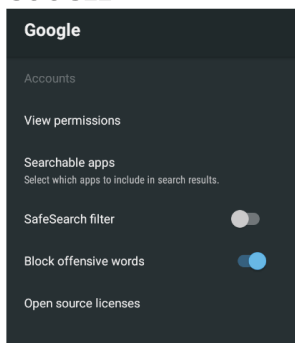 Google
Accounts
View permissions
Searchable apps
Select which apps to include in search results.
SafeSearch filter
Block offensive words
Open source licenses